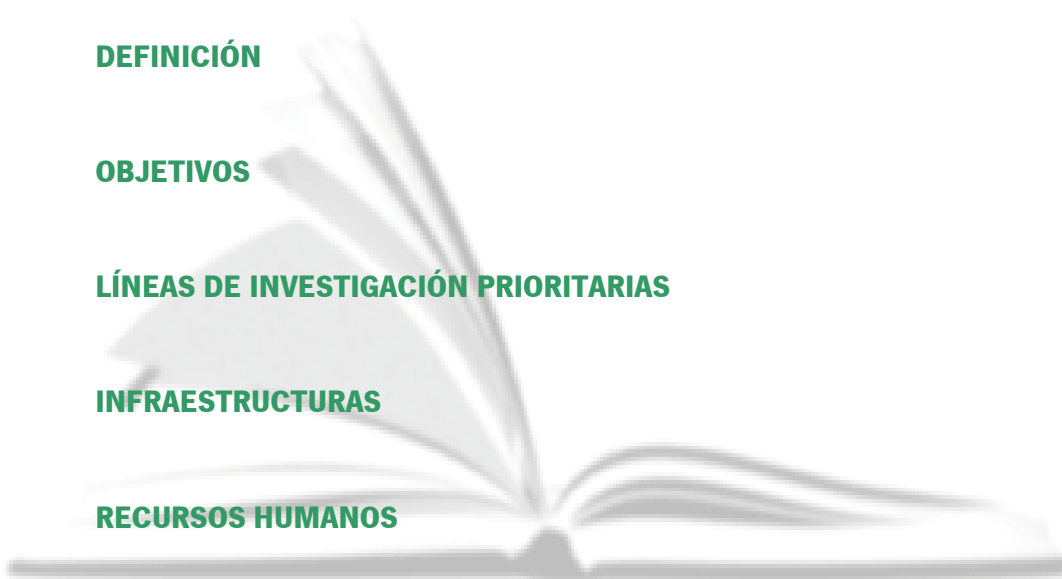 DEFINICIÓN
OBJETIVOS
LÍNEAS DE INVESTIGACIÓN PRIORITARIAS
INFRAESTRUCTURAS
RECURSOS HUMANOS